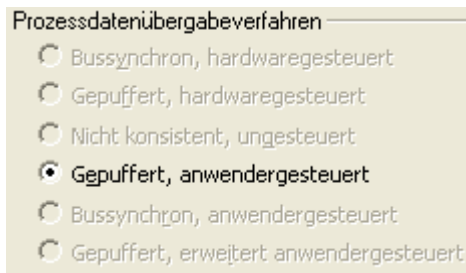 Prozessdatenübergabeverfahren
Bussynchron, hardwaregesteuert
Gepuffert, hardwaregesteuert
Nicht konsistent, ungesteuert
Gepuffert, anwendergesteuert
Bussynchron, anwendergesteuert
Gepuffert, erweitert anwendergesteuert